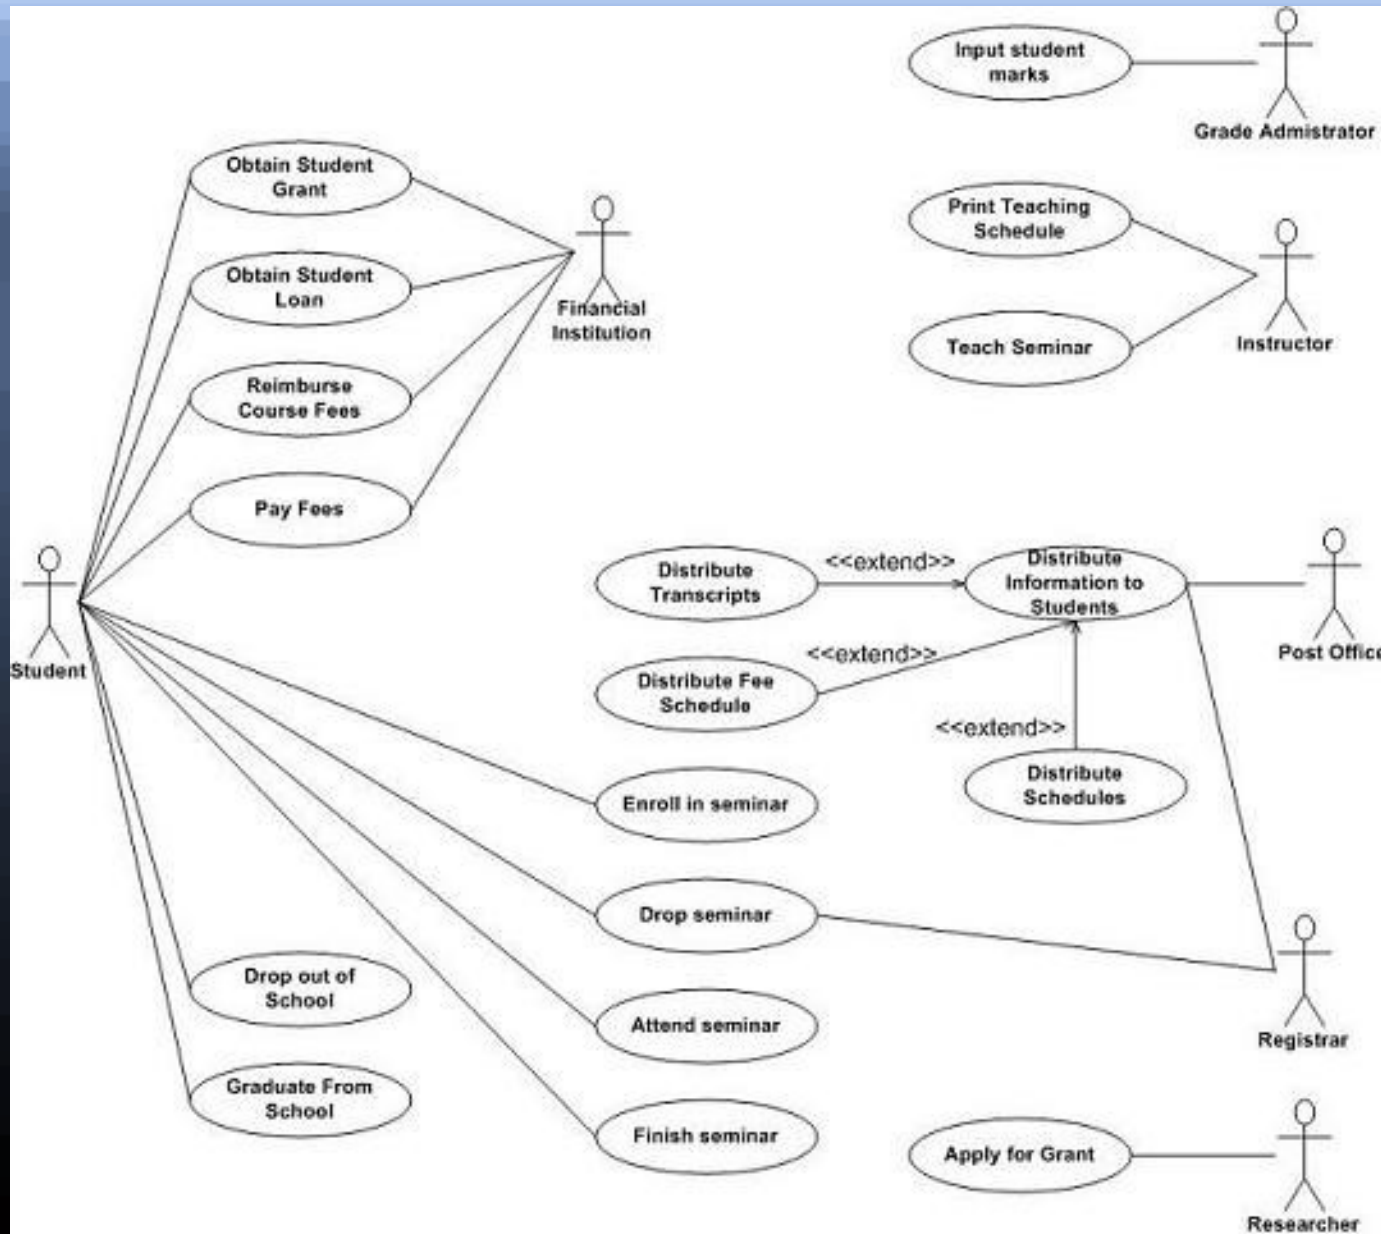 Input student
marks
Grade Admistrator
Obtain Student
Grant
Print Teaching
Schedule
Obtain Student
Loan
Financial
Institution
Teach Seminar
Instructor
Reimburse
Course Fees
Pay Fees
Student
Distribute
Transcripts
<<extend>>
Distribute
Information to
Students
Post Office
<<extend>>
Distribute Fee
Schedule
<<extend>>
Distribute
Schedules
Enroll in seminar
Drop seminar
Drop out of
School
Attend seminar
Registrar
Graduate From
School
Finish seminar
Apply for Grant
Researcher